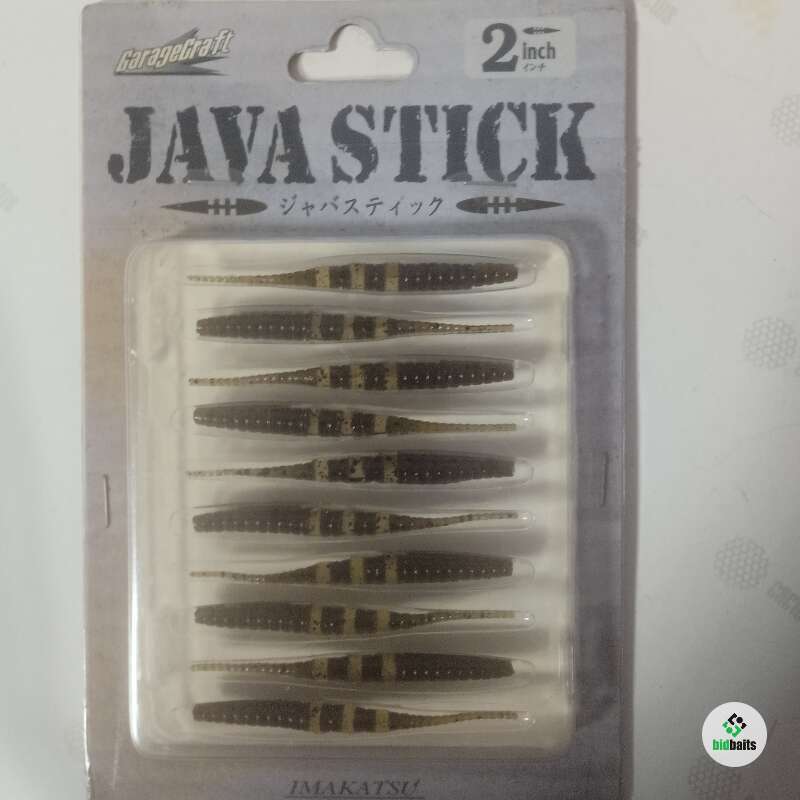 GarageCraft
2 inch
インチ
JAVA STICK
ジャバスティック
IMAKATSU
bidbaits